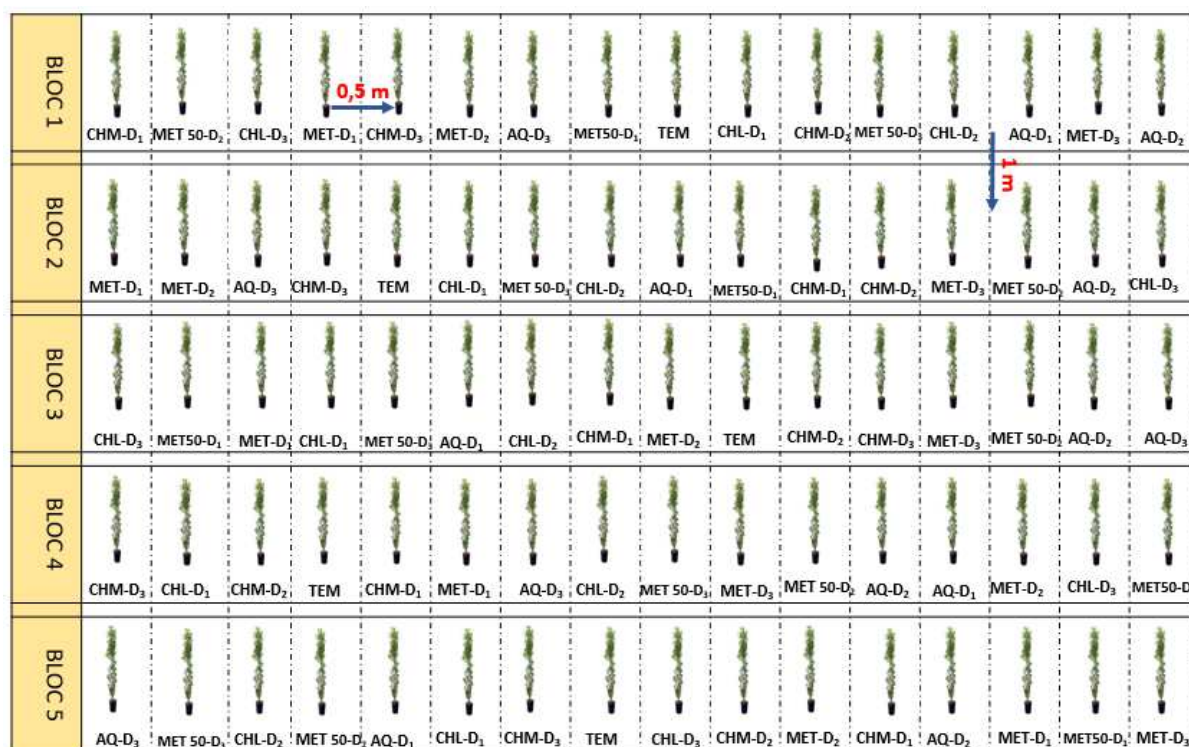 BLOC 1
0,5 m
CHM-D₁ MET 50-D₂ CHL-D₃ MET-D₁ CHM-D₃ MET-D₂ AQ-D₃ MET50-D₁ TEM CHL-D₁ CHM-D₂ MET 50-D₃ CHL-D₂ AQ-D₁ MET-D₃ AQ-D₂
1 m
BLOC 2
MET-D₁ MET-D₂ AQ-D₃ CHM-D₃ TEM CHL-D₁ MET 50-D₃ CHL-D₂ AQ-D₁ MET50-D₁ CHM-D₁ CHM-D₂ MET-D₃ MET 50-D₂ AQ-D₂ CHL-D₃
BLOC 3
CHL-D₃ MET50-D₁ MET-D₁ CHL-D₁ MET 50-D₃ AQ-D₁ CHL-D₂ CHM-D₁ MET-D₂ TEM CHM-D₂ CHM-D₃ MET-D₃ MET 50-D₂ AQ-D₂ AQ-D₃
BLOC 4
CHM-D₃ CHL-D₁ CHM-D₂ TEM CHM-D₁ MET-D₁ AQ-D₃ CHL-D₂ MET 50-D₃ MET-D₃ MET 50-D₂ AQ-D₂ AQ-D₁ MET-D₂ CHL-D₃ MET50-D
BLOC 5
AQ-D₃ MET 50-D₃ CHL-D₂ MET 50-D₂ AQ-D₁ CHL-D₁ CHM-D₃ TEM CHL-D₃ CHM-D₂ MET-D₂ CHM-D₁ AQ-D₂ MET-D₁ MET50-D₁ MET-D₃